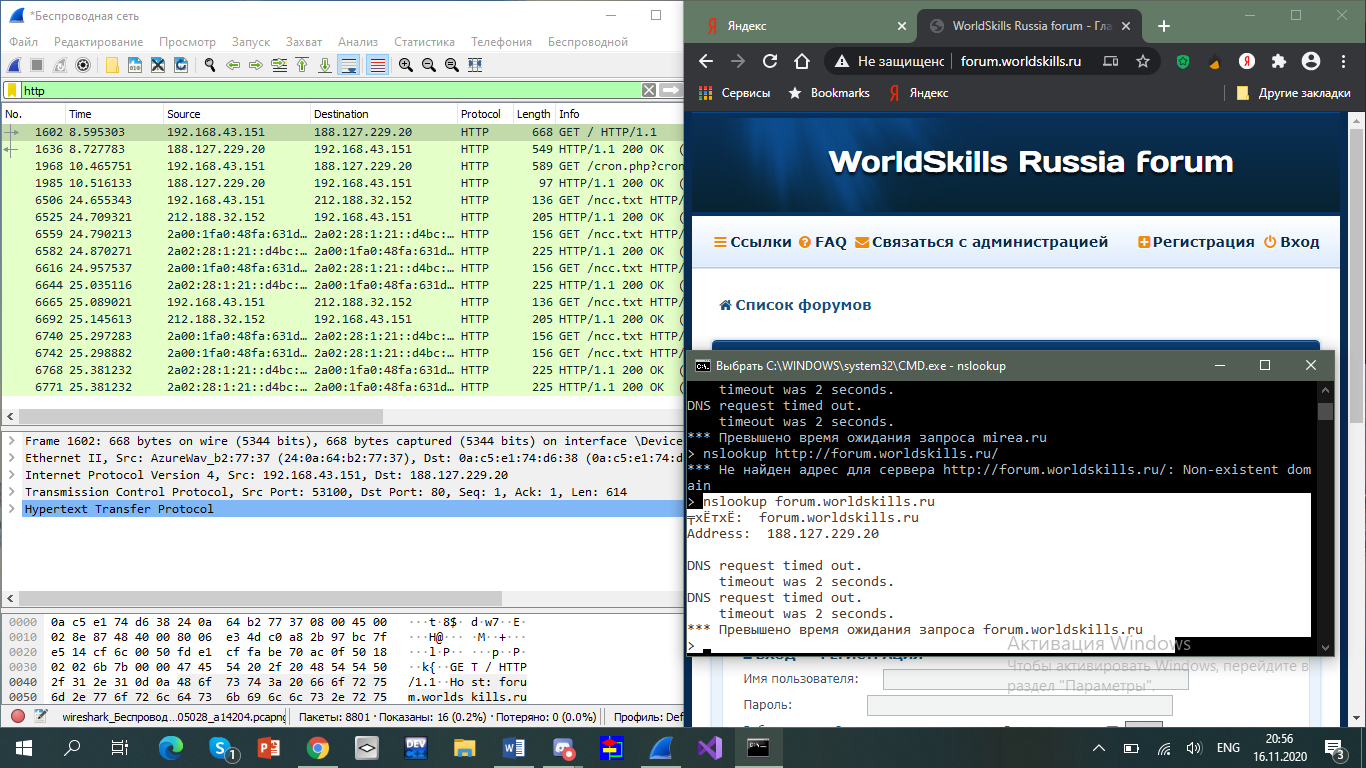 *Беспроводная сеть
Файл Редактирование Просмотр Запуск Захват Анализ Статистика Телефония Беспроводной
http
No. Time Source Destination Protocol Length Info
1602 8.595303 192.168.43.151 188.127.229.20 HTTP 668 GET / HTTP/1.1
1636 8.727783 188.127.229.20 192.168.43.151 HTTP 549 HTTP/1.1 200 OK (
1968 10.465751 192.168.43.151 188.127.229.20 HTTP 589 GET /cron.php?cron
1985 10.516133 188.127.229.20 192.168.43.151 HTTP 97 HTTP/1.1 200 OK (
6506 24.655343 192.168.43.151 212.188.32.152 HTTP 136 GET /ncc.txt HTTP/
6525 24.709321 212.188.32.152 192.168.43.151 HTTP 205 HTTP/1.1 200 OK (
6559 24.790213 2a00:1fa0:48fa:631d… 2a02:28:1:21::d4bc:… HTTP 156 GET /ncc.txt HTTP/
6582 24.870271 2a02:28:1:21::d4bc:… 2a00:1fa0:48fa:631d… HTTP 225 HTTP/1.1 200 OK (
6616 24.957537 2a00:1fa0:48fa:631d… 2a02:28:1:21::d4bc:… HTTP 156 GET /ncc.txt HTTP/
6644 25.035116 2a02:28:1:21::d4bc:… 2a00:1fa0:48fa:631d… HTTP 225 HTTP/1.1 200 OK (
6665 25.089021 192.168.43.151 212.188.32.152 HTTP 136 GET /ncc.txt HTTP/
6692 25.145613 212.188.32.152 192.168.43.151 HTTP 205 HTTP/1.1 200 OK (
6740 25.297283 2a00:1fa0:48fa:631d… 2a02:28:1:21::d4bc:… HTTP 156 GET /ncc.txt HTTP/
6742 25.298882 2a00:1fa0:48fa:631d… 2a02:28:1:21::d4bc:… HTTP 156 GET /ncc.txt HTTP/
6768 25.381232 2a02:28:1:21::d4bc:… 2a00:1fa0:48fa:631d… HTTP 225 HTTP/1.1 200 OK (
6771 25.381232 2a02:28:1:21::d4bc:… 2a00:1fa0:48fa:631d… HTTP 225 HTTP/1.1 200 OK (
Frame 1602: 668 bytes on wire (5344 bits), 668 bytes captured (5344 bits) on interface \Device
Ethernet II, Src: AzureWav_b2:77:37 (24:0a:64:b2:77:37), Dst: 0a:c5:e1:74:d6:38 (0a:c5:e1:74:d
Internet Protocol Version 4, Src: 192.168.43.151, Dst: 188.127.229.20
Transmission Control Protocol, Src Port: 53100, Dst Port: 80, Seq: 1, Ack: 1, Len: 614
Hypertext Transfer Protocol
0000 0a c5 e1 74 d6 38 24 0a 64 b2 77 37 08 00 45 00 ···t·8$· d·w7··E·
0010 02 8e 87 48 40 00 80 06 e3 4d c0 a8 2b 97 bc 7f ···H@··· ·M··+···
0020 e5 14 cf 6c 00 50 fd e1 cf fa be 70 ac 0f 50 18 ···l·P·· ···p··P·
0030 02 02 6b 7b 00 00 47 45 54 20 2f 20 48 54 54 50 ··k{··GE T / HTTP
0040 2f 31 2e 31 0d 0a 48 6f 73 74 3a 20 66 6f 72 75 /1.1··Ho st: foru
0050 6d 2e 77 6f 72 6c 64 73 6b 69 6c 6c 73 2e 72 75 m.worlds kills.ru
wireshark_Беспровод…05028_a14204.pcapng Пакеты: 8801 · Показаны: 16 (0.2%) · Потеряно: 0 (0.0%) Профиль: Def
Яндекс
WorldSkills Russia forum - Гла
Не защищено forum.worldskills.ru
Сервисы Bookmarks Яндекс Другие закладки
WorldSkills Russia forum
Ссылки FAQ Связаться с администрацией Регистрация Вход
Список форумов
Выбрать C:\WINDOWS\system32\CMD.exe - nslookup
timeout was 2 seconds.
DNS request timed out.
timeout was 2 seconds.
*** Превышено время ожидания запроса mirea.ru
> nslookup http://forum.worldskills.ru/
*** Не найден адрес для сервера http://forum.worldskills.ru/: Non-existent dom
ain
> nslookup forum.worldskills.ru
╤хЁтхЁ: forum.worldskills.ru
Address: 188.127.229.20
DNS request timed out.
timeout was 2 seconds.
DNS request timed out.
timeout was 2 seconds.
*** Превышено время ожидания запроса forum.worldskills.ru
>
Активация Windows
Чтобы активировать Windows, перейдите в
раздел "Параметры".
Имя пользователя:
Пароль:
1
ENG
20:56
16.11.2020
3